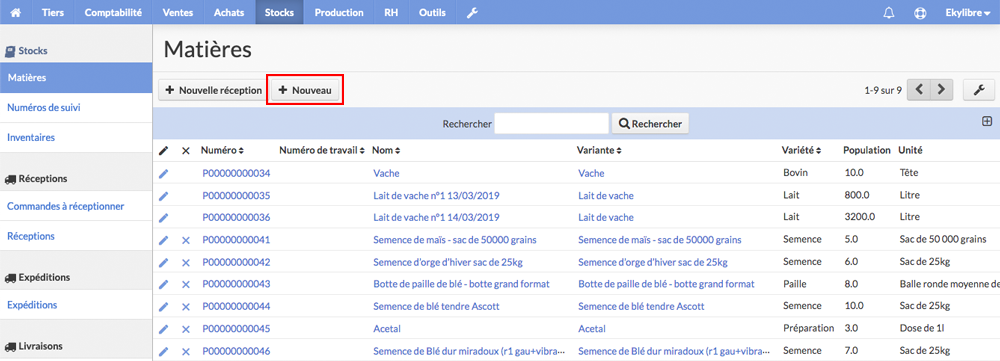 Tiers Comptabilité Ventes Achats Stocks Production RH Outils Ekylibre
Stocks
Matières
Numéros de suivi
Inventaires
Réceptions
Commandes à réceptionner
Réceptions
Expéditions
Expéditions
Livraisons
Matières
+ Nouvelle réception + Nouveau 1-9 sur 9
Rechercher Rechercher
Numéro Numéro de travail Nom Variante Variété Population Unité
P00000000034 Vache Vache Bovin 10.0 Tête
P00000000035 Lait de vache n°1 13/03/2019 Lait de vache Lait 800.0 Litre
P00000000036 Lait de vache n°1 14/03/2019 Lait de vache Lait 3200.0 Litre
P00000000041 Semence de maïs - sac de 50000 grains Semence de maïs - sac de 50000 grains Semence 5.0 Sac de 50 000 grains
P00000000042 Semence d'orge d'hiver sac de 25kg Semence d'orge d'hiver sac de 25kg Semence 6.0 Sac de 25kg
P00000000043 Botte de paille de blé - botte grand format Botte de paille de blé - botte grand format Paille 8.0 Balle ronde moyenne de
P00000000044 Semence de blé tendre Ascott Semence de blé tendre Ascott Semence 10.0 Sac de 25kg
P00000000045 Acetal Acetal Préparation 3.0 Dose de 1l
P00000000046 Semence de Blé dur miradoux (r1 gau+vibra… Semence de Blé dur miradoux (r1 gau+vibra… Semence 7.0 Sac de 25kg